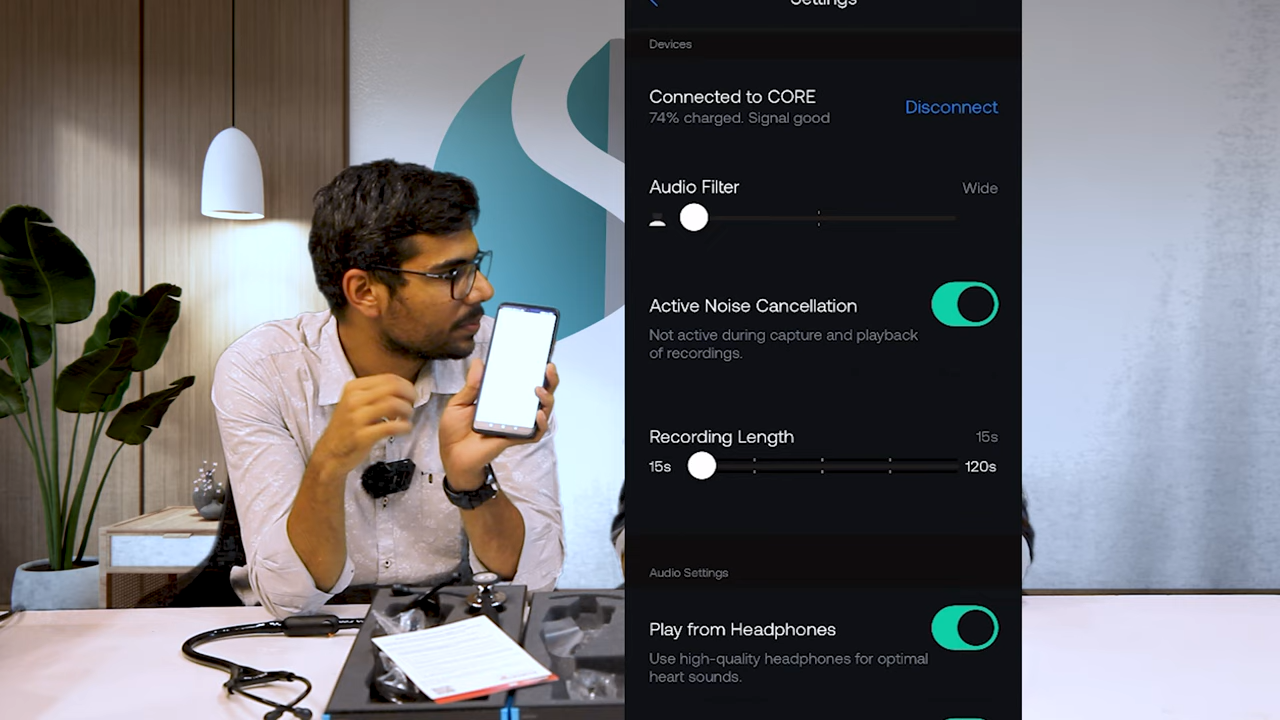 Settings
Devices
Connected to CORE
74% charged. Signal good
Disconnect
Audio Filter
Wide
Active Noise Cancellation
Not active during capture and playback
of recordings.
Recording Length
15s
15s
120s
Audio Settings
Play from Headphones
Use high-quality headphones for optimal
heart sounds.